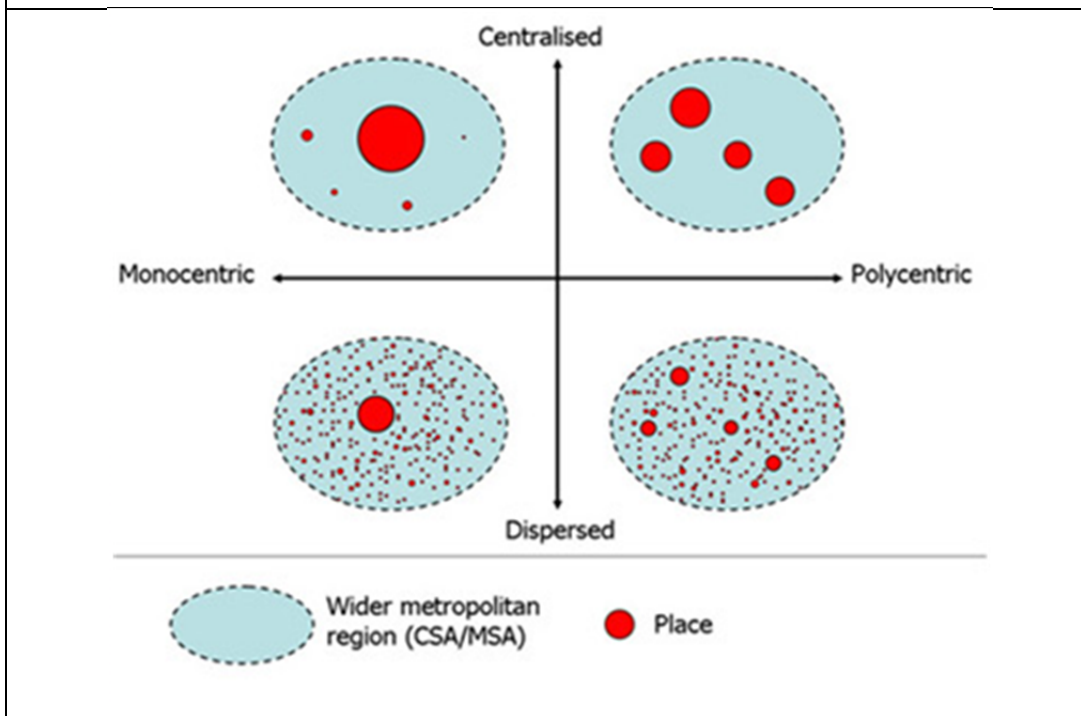 Centralised
Monocentric
Polycentric
Dispersed
Wider metropolitan
region (CSA/MSA)
Place